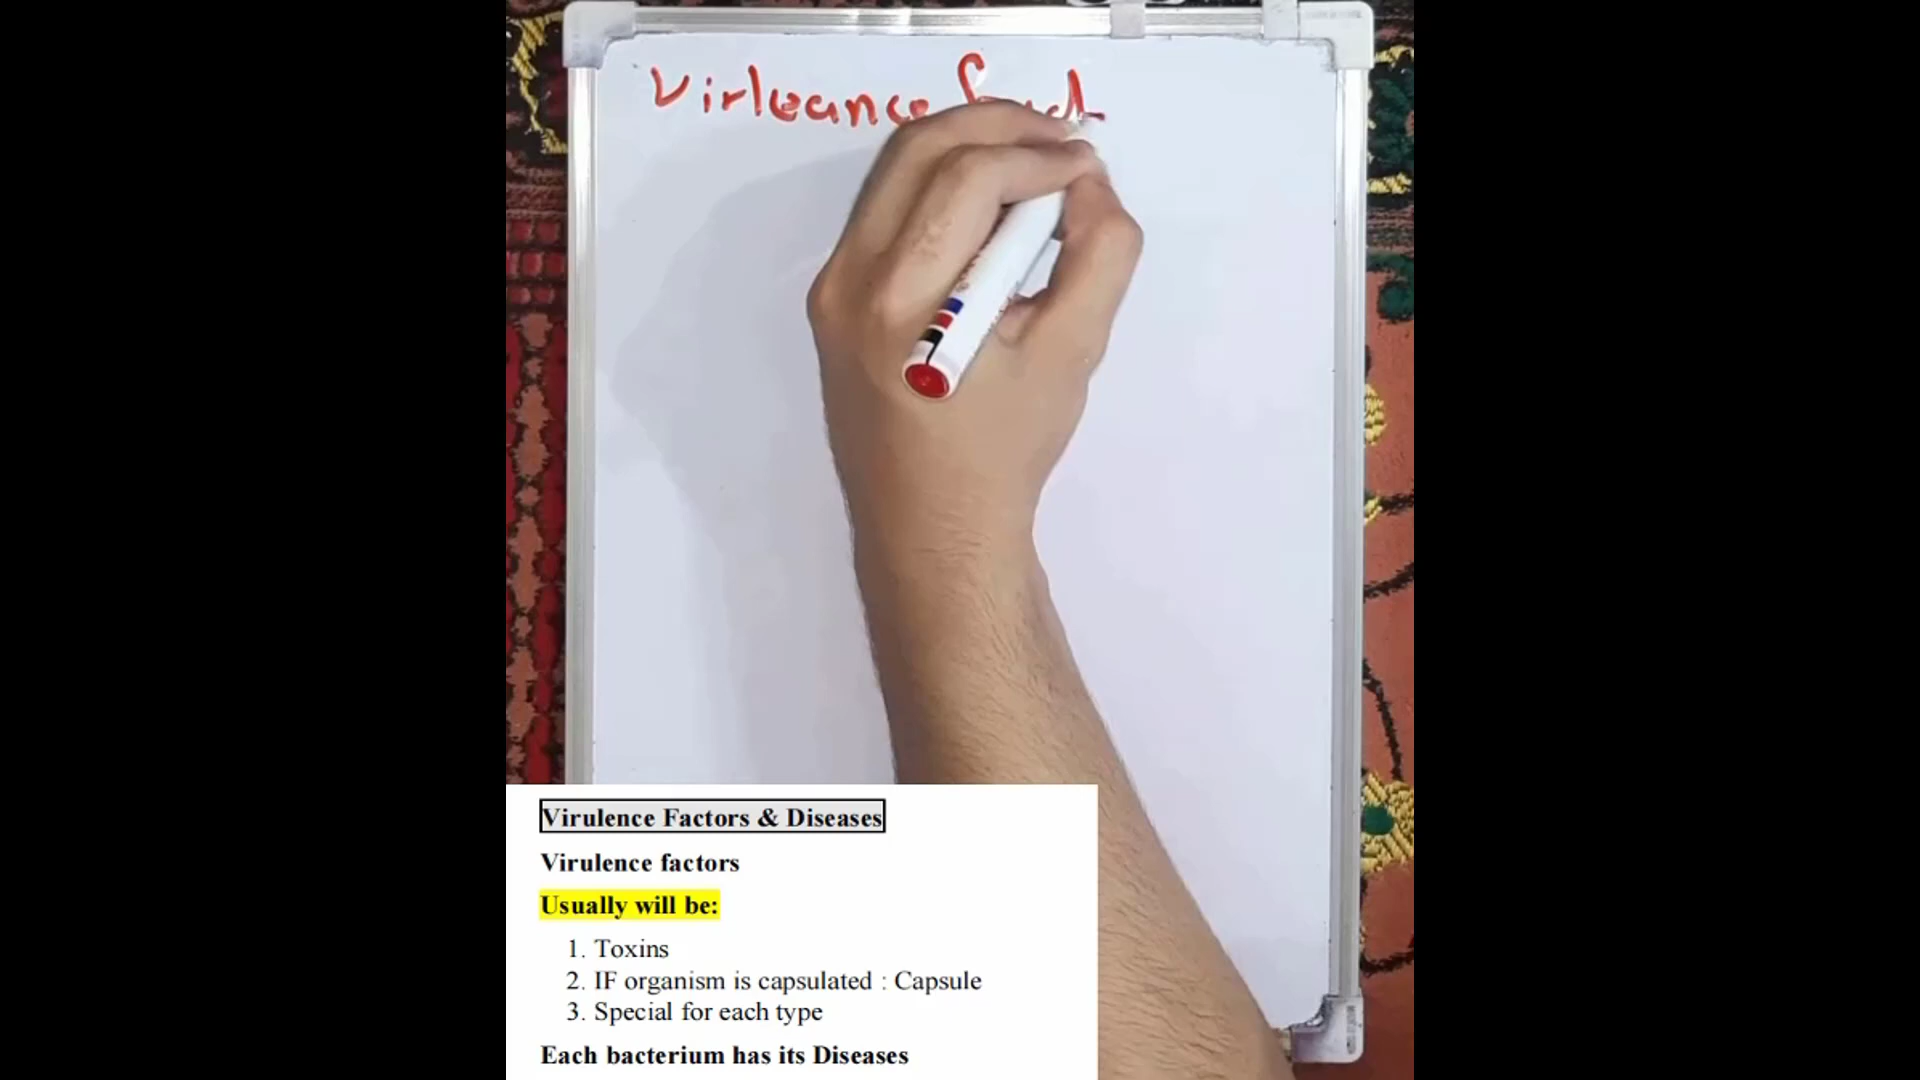 Virleance fact
Virulence Factors & Diseases
Virulence factors
Usually will be:
1. Toxins
2. IF organism is capsulated : Capsule
3. Special for each type
Each bacterium has its Diseases